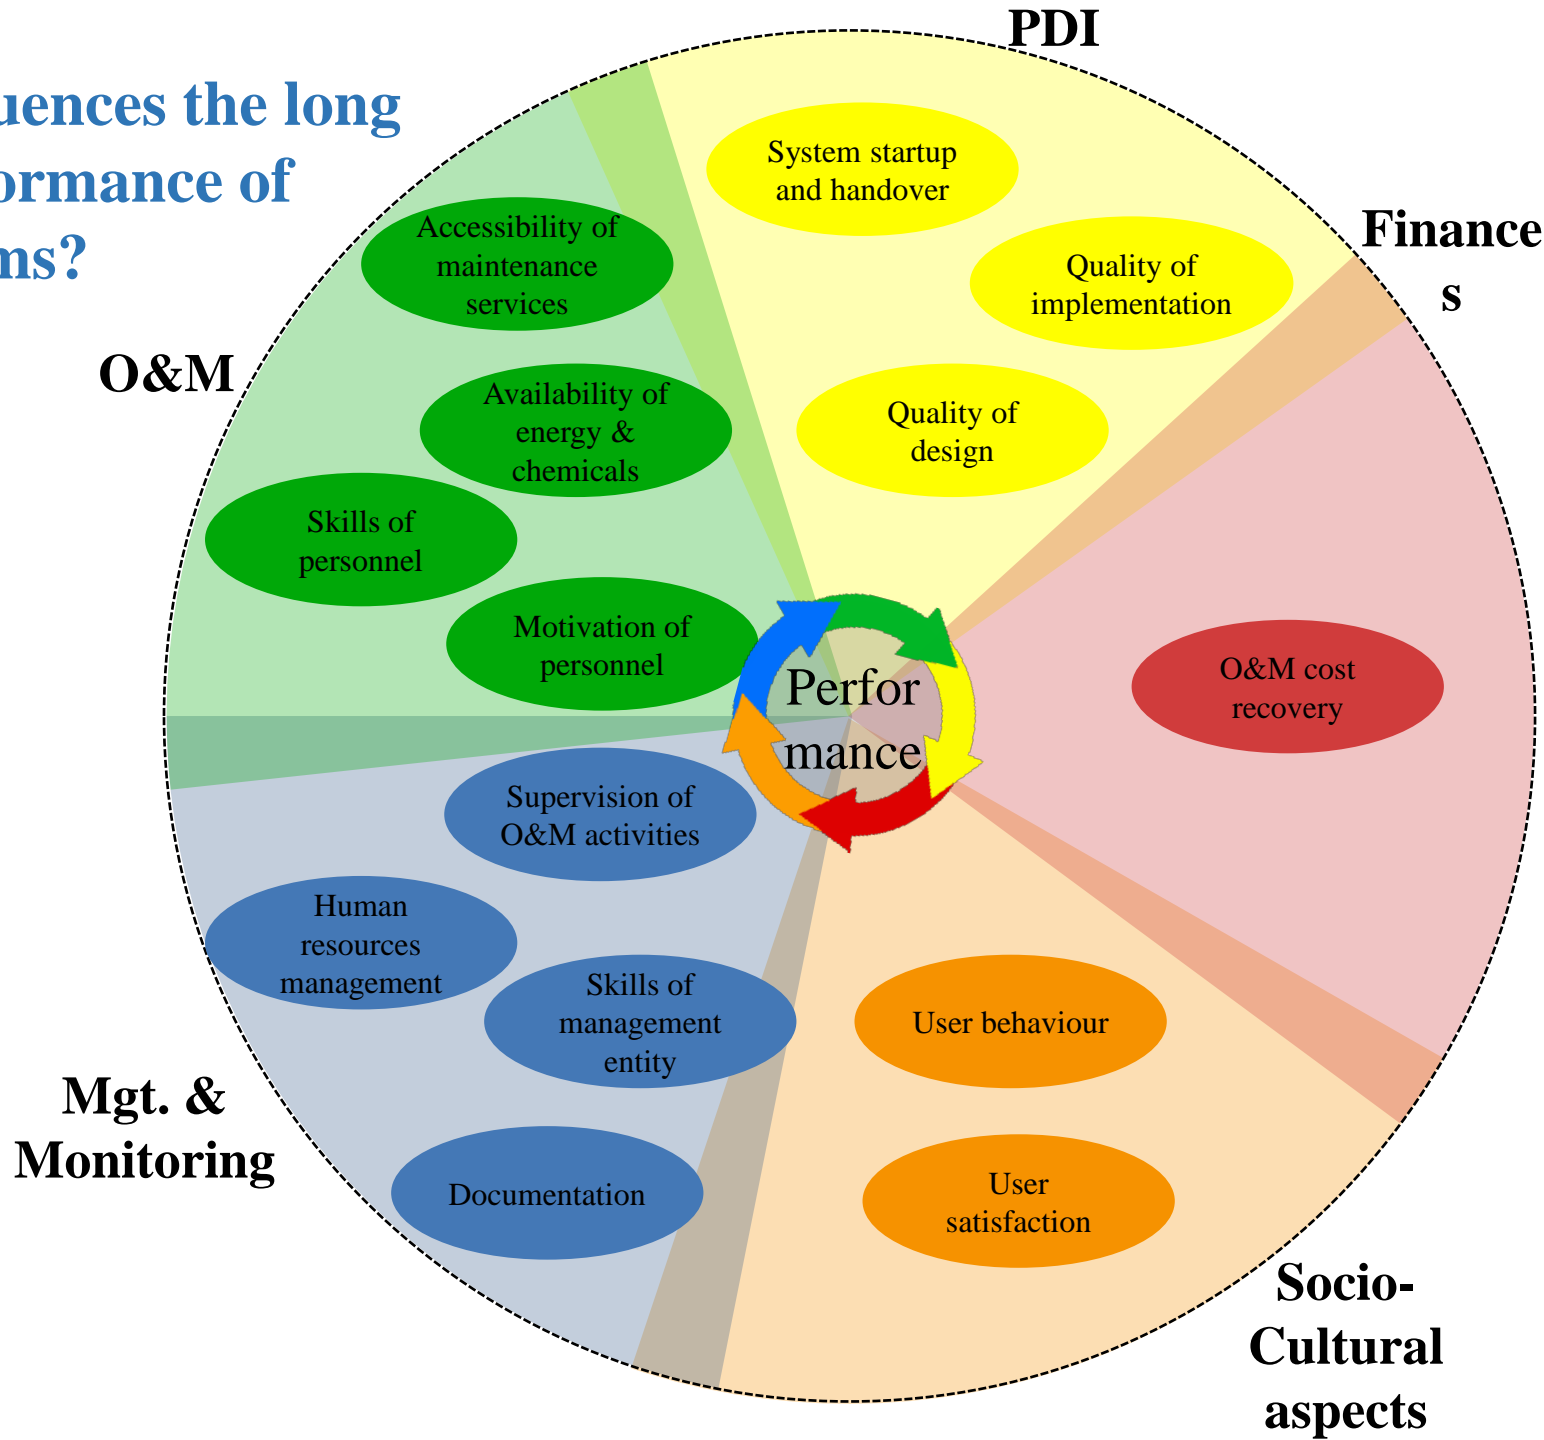 PDI
uences the long
ormance of
ms?
System startup
and handover
Accessibility of
maintenance
services
Finance
s
Quality of
implementation
O&M
Availability of
energy &
chemicals
Quality of
design
Skills of
personnel
Motivation of
personnel
Perfor
mance
O&M cost
recovery
Supervision of
O&M activities
Human
resources
management
Skills of
management
entity
User behaviour
Mgt. &
Monitoring
Documentation
User
satisfaction
Socio-
Cultural
aspects